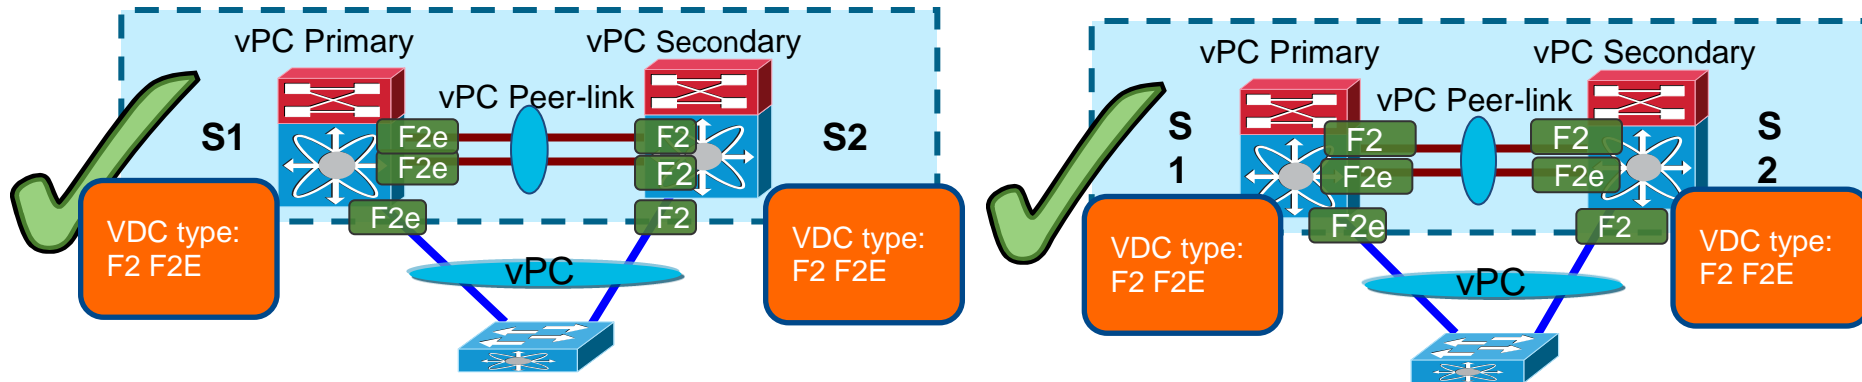 vPC Primary
vPC Secondary
vPC Peer-link
S1
F2e
F2
S2
F2e
F2
F2e
F2
VDC type:
F2 F2E
VDC type:
F2 F2E
vPC
vPC Primary
vPC Secondary
vPC Peer-link
S
1
F2
F2
S
2
F2e
F2e
F2e
F2
VDC type:
F2 F2E
VDC type:
F2 F2E
vPC